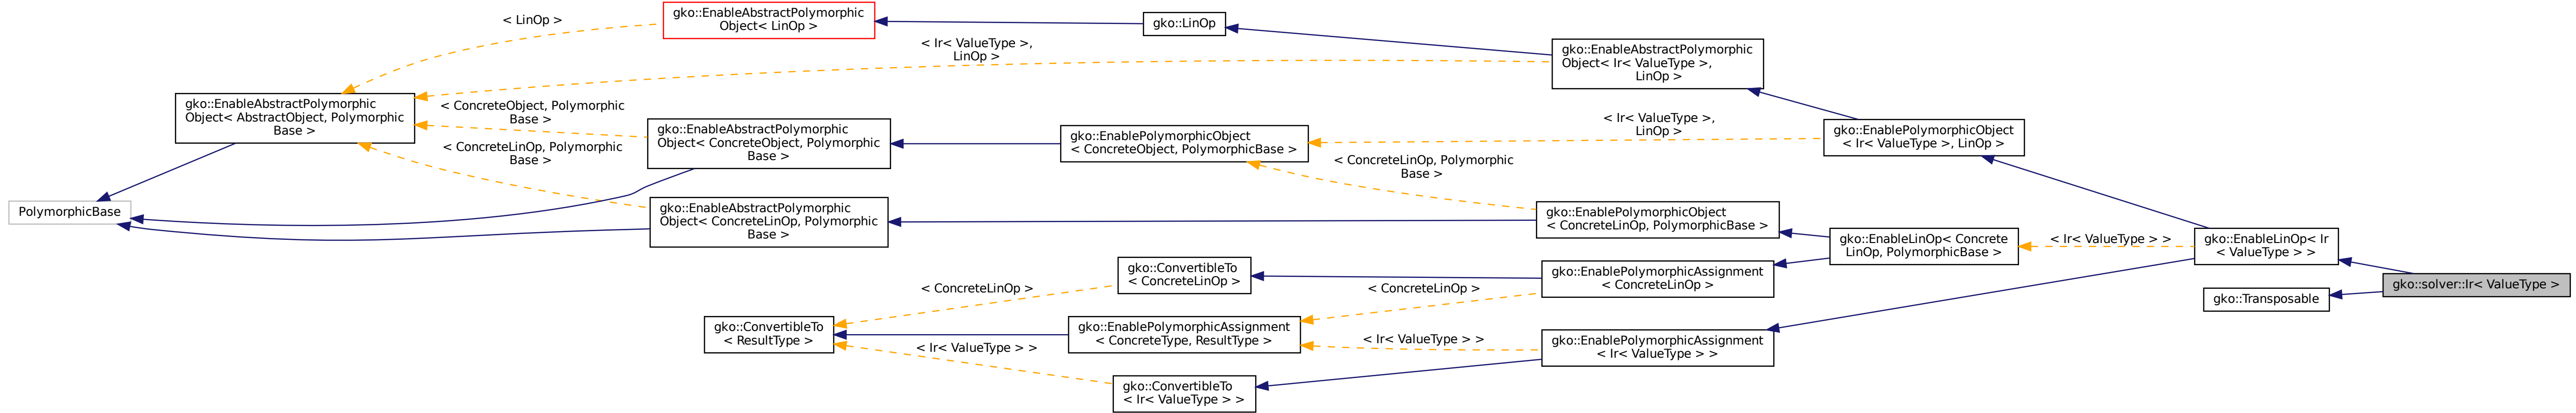 gko::EnableAbstractPolymorphic
Object< LinOp >
< LinOp >
gko::LinOp
< Ir< ValueType >,
LinOp >
gko::EnableAbstractPolymorphic
Object< Ir< ValueType >,
LinOp >
gko::EnableAbstractPolymorphic
Object< AbstractObject, Polymorphic
Base >
< ConcreteObject, Polymorphic
Base >
gko::EnableAbstractPolymorphic
Object< ConcreteObject, Polymorphic
Base >
gko::EnablePolymorphicObject
< ConcreteObject, PolymorphicBase >
< Ir< ValueType >,
LinOp >
gko::EnablePolymorphicObject
< Ir< ValueType >, LinOp >
< ConcreteLinOp, Polymorphic
Base >
< ConcreteLinOp, Polymorphic
Base >
PolymorphicBase
gko::EnableAbstractPolymorphic
Object< ConcreteLinOp, Polymorphic
Base >
gko::EnablePolymorphicObject
< ConcreteLinOp, PolymorphicBase >
gko::EnableLinOp< Concrete
LinOp, PolymorphicBase >
< Ir< ValueType > >
gko::EnableLinOp< Ir
< ValueType > >
gko::ConvertibleTo
< ConcreteLinOp >
gko::EnablePolymorphicAssignment
< ConcreteLinOp >
gko::solver::Ir< ValueType >
< ConcreteLinOp >
< ConcreteLinOp >
gko::Transposable
gko::ConvertibleTo
< ResultType >
gko::EnablePolymorphicAssignment
< ConcreteType, ResultType >
< Ir< ValueType > >
< Ir< ValueType > >
gko::EnablePolymorphicAssignment
< Ir< ValueType > >
gko::ConvertibleTo
< Ir< ValueType > >